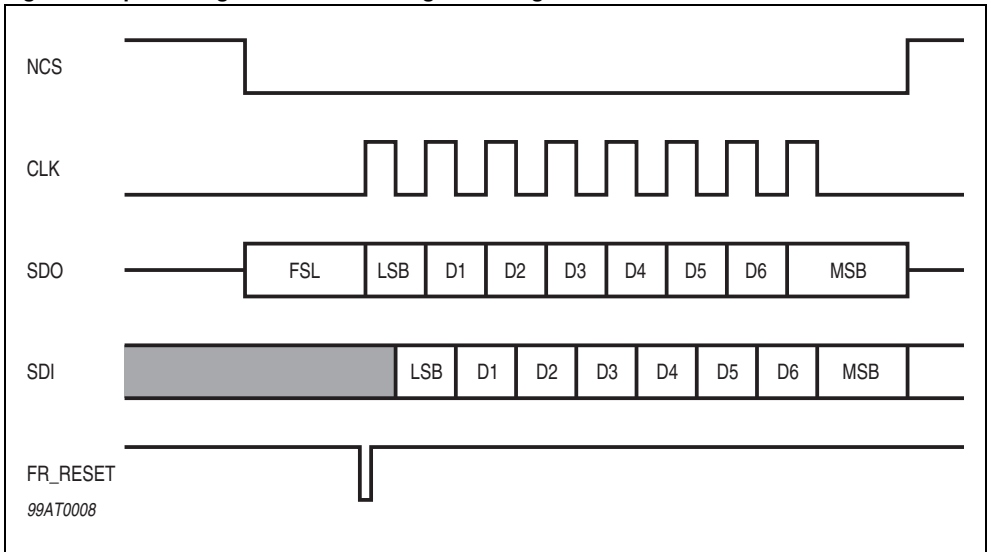 NCS
CLK
SDO FSL LSB D1 D2 D3 D4 D5 D6 MSB
SDI LSB D1 D2 D3 D4 D5 D6 MSB
FR_RESET
99AT0008